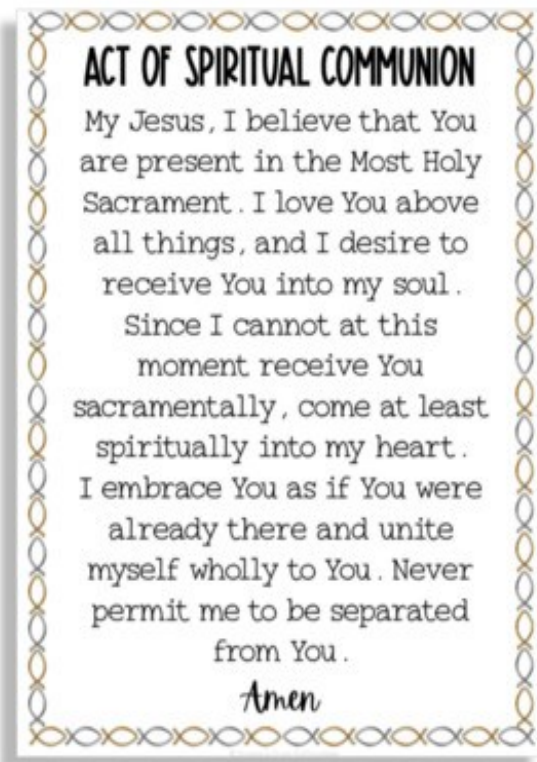 ACT OF SPIRITUAL COMMUNION
My Jesus, I believe that You
are present in the Most Holy
Sacrament. I love You above
all things, and I desire to
receive You into my soul.
Since I cannot at this
moment receive You
sacramentally, come at least
spiritually into my heart.
I embrace You as if You were
already there and unite
myself wholly to You. Never
permit me to be separated
from You.
Amen